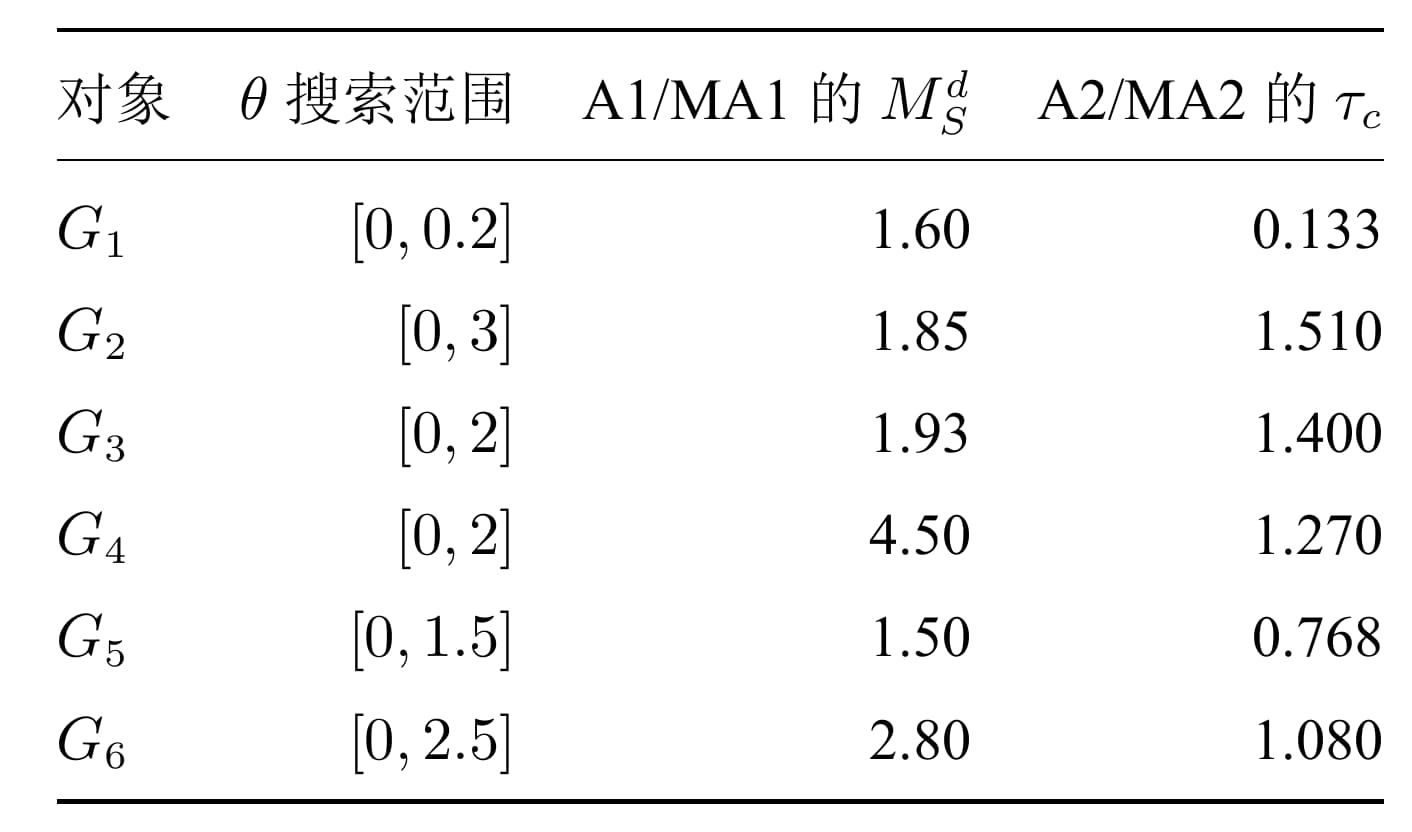 对象 θ 搜索范围 A1/MA1 的 $M_S^d$ A2/MA2 的 $\tau_c$
$G_1$ [0, 0.2] 1.60 0.133
$G_2$ [0, 3] 1.85 1.510
$G_3$ [0, 2] 1.93 1.400
$G_4$ [0, 2] 4.50 1.270
$G_5$ [0, 1.5] 1.50 0.768
$G_6$ [0, 2.5] 2.80 1.080